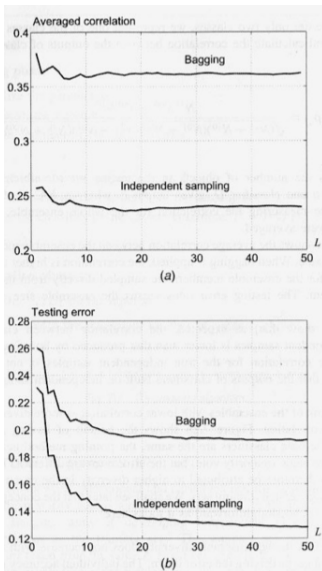 Averaged correlation
0.4
Bagging
0.35
0.3
Independent sampling
0.2
0 10 20 30 40 50 L
(a)
Testing error
0.28
0.26
0.24
0.22
Bagging
0.2
0.18
0.16
Independent sampling
0.14
0.12
0 10 20 30 40 50 L
(b)